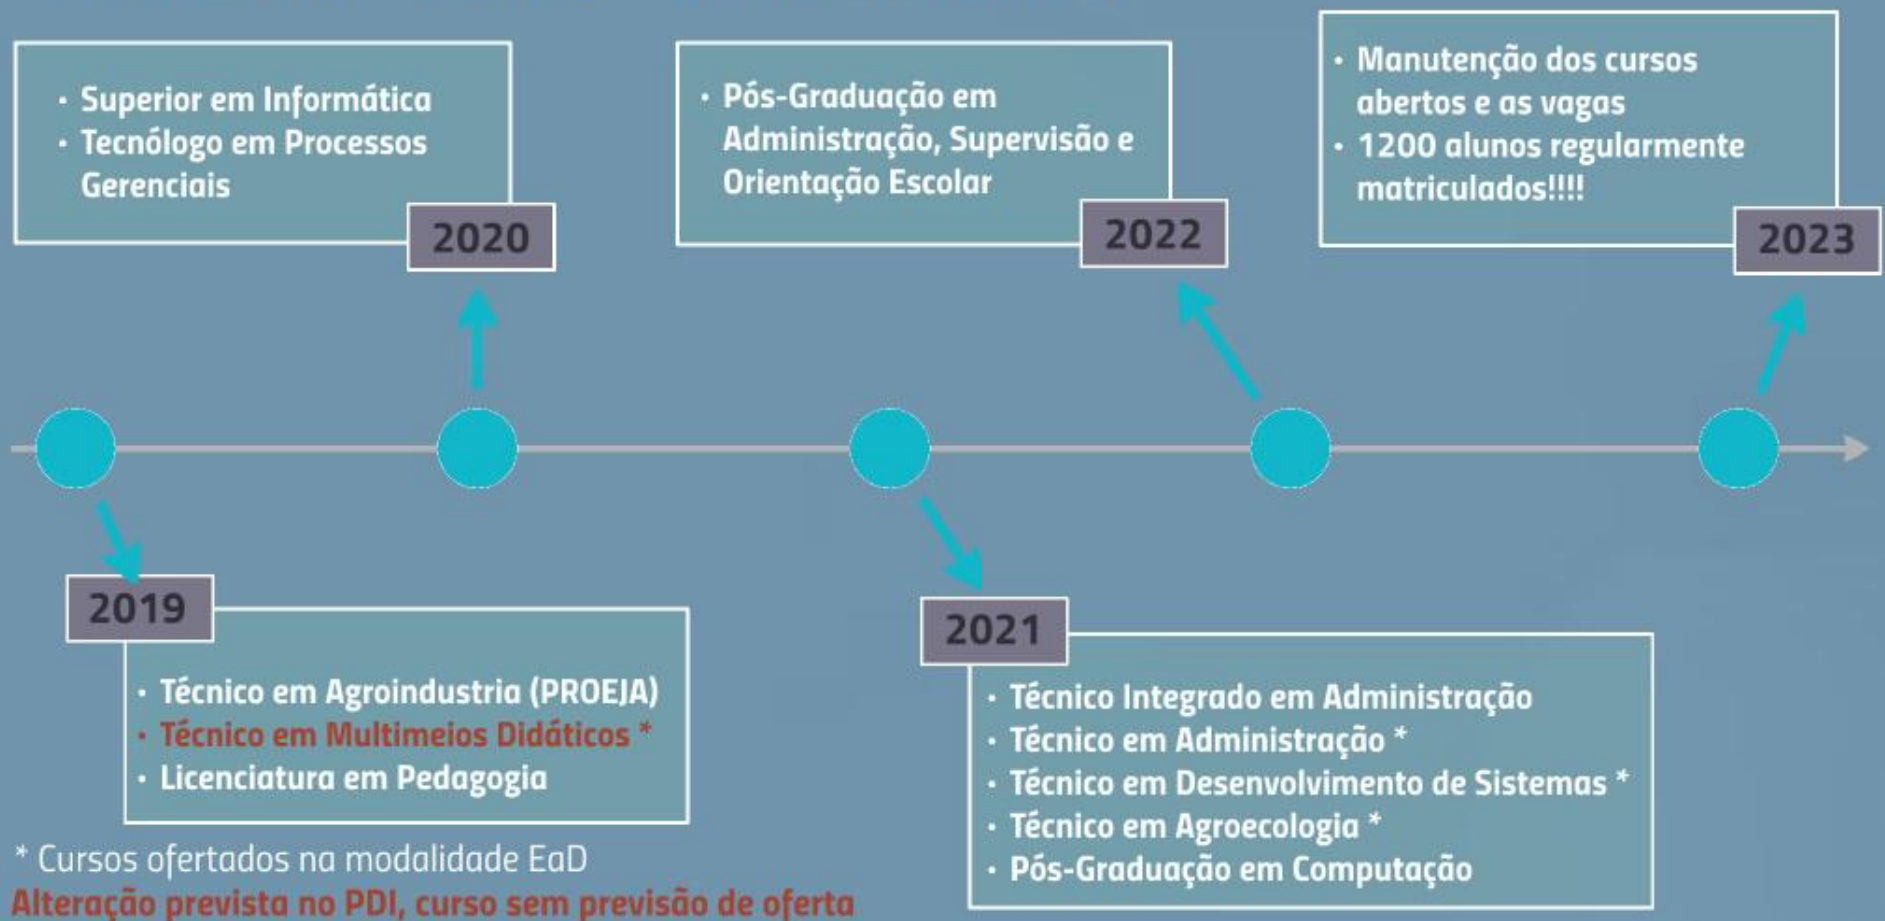 · Superior em Informática
· Tecnólogo em Processos
Gerenciais
2020
· Pós-Graduação em
Administração, Supervisão e
Orientação Escolar
2022
· Manutenção dos cursos
abertos e as vagas
· 1200 alunos regularmente
matriculados!!!!
2023
2019
· Técnico em Agroindustria (PROEJA)
· Técnico em Multimeios Didáticos *
· Licenciatura em Pedagogia
2021
· Técnico Integrado em Administração
· Técnico em Administração *
· Técnico em Desenvolvimento de Sistemas *
· Técnico em Agroecologia *
· Pós-Graduação em Computação
* Cursos ofertados na modalidade EaD
Alteração prevista no PDI, curso sem previsão de oferta